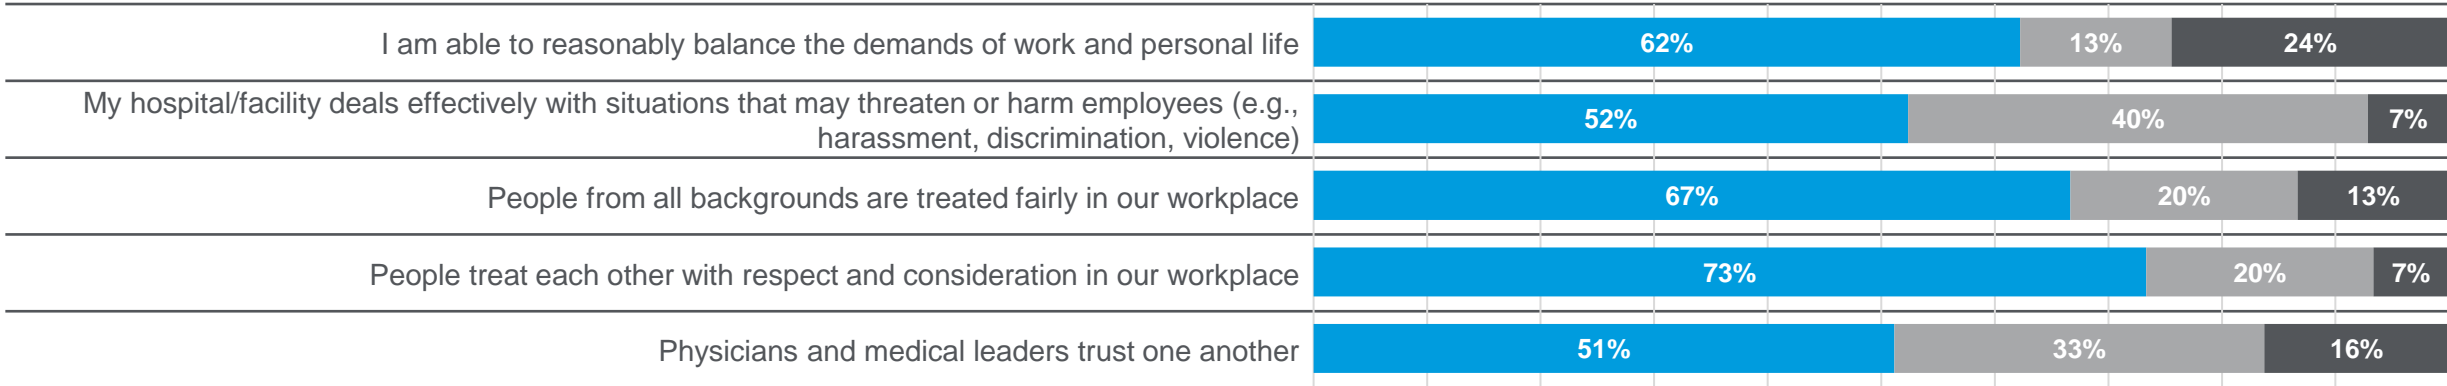 I am able to reasonably balance the demands of work and personal life
62% 13% 24%
My hospital/facility deals effectively with situations that may threaten or harm employees (e.g.,
harassment, discrimination, violence)
52% 40% 7%
People from all backgrounds are treated fairly in our workplace
67% 20% 13%
People treat each other with respect and consideration in our workplace
73% 20% 7%
Physicians and medical leaders trust one another
51% 33% 16%